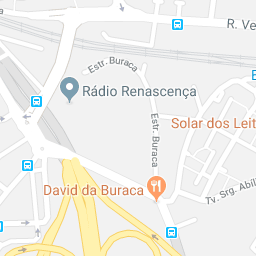 R. Ve
Estr. Buraca
Rádio Renascença
E
Solar dos Leit
Estr. Buraca
David da Buraca
Tv. Srg. Abíl